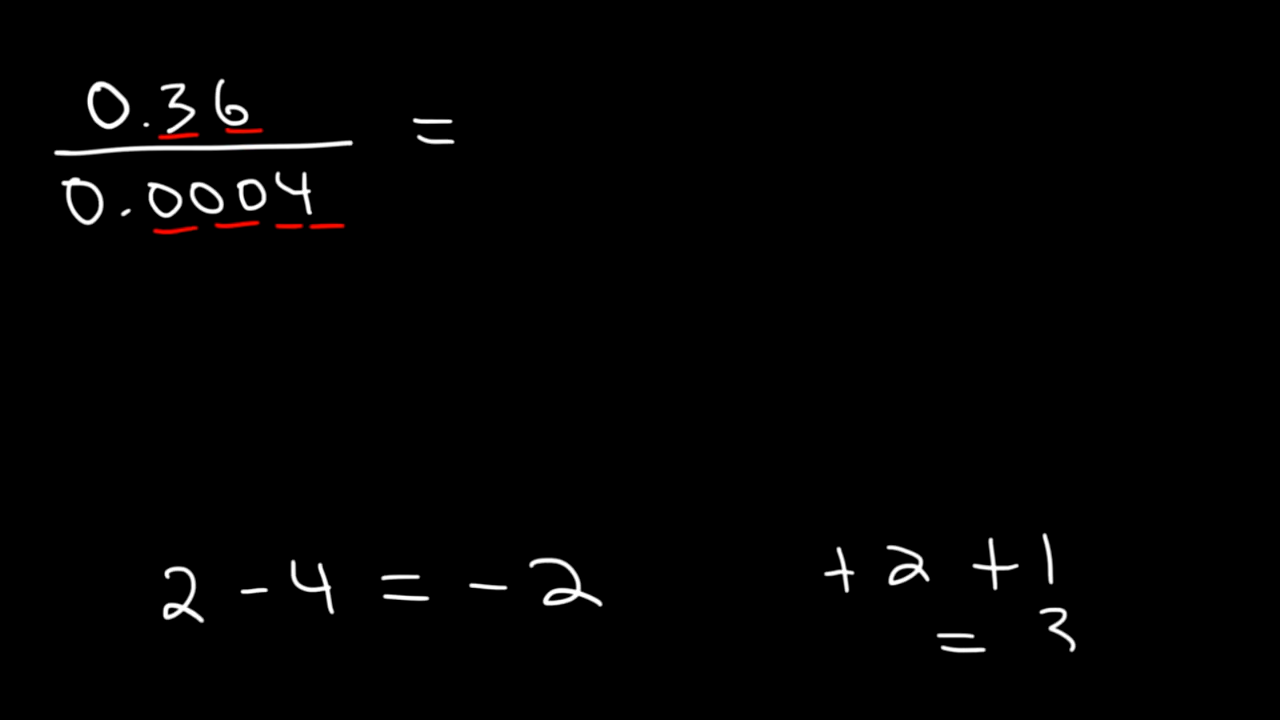 0.36 =
0.0004
2 - 4 = -2
+2 +1
= 3